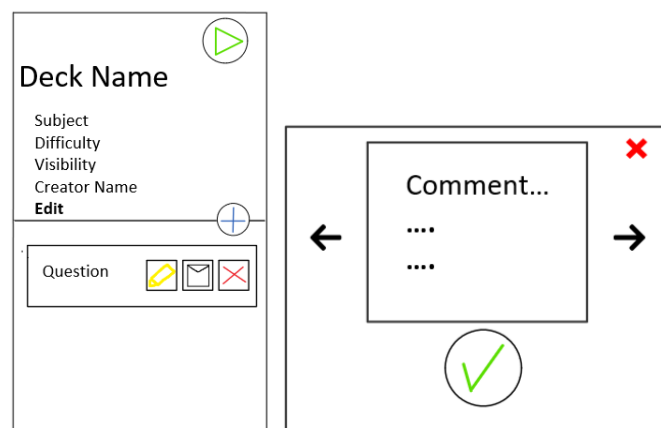 Deck Name
Subject
Difficulty
Visibility
Creator Name
Edit
Question
Comment...
....
....